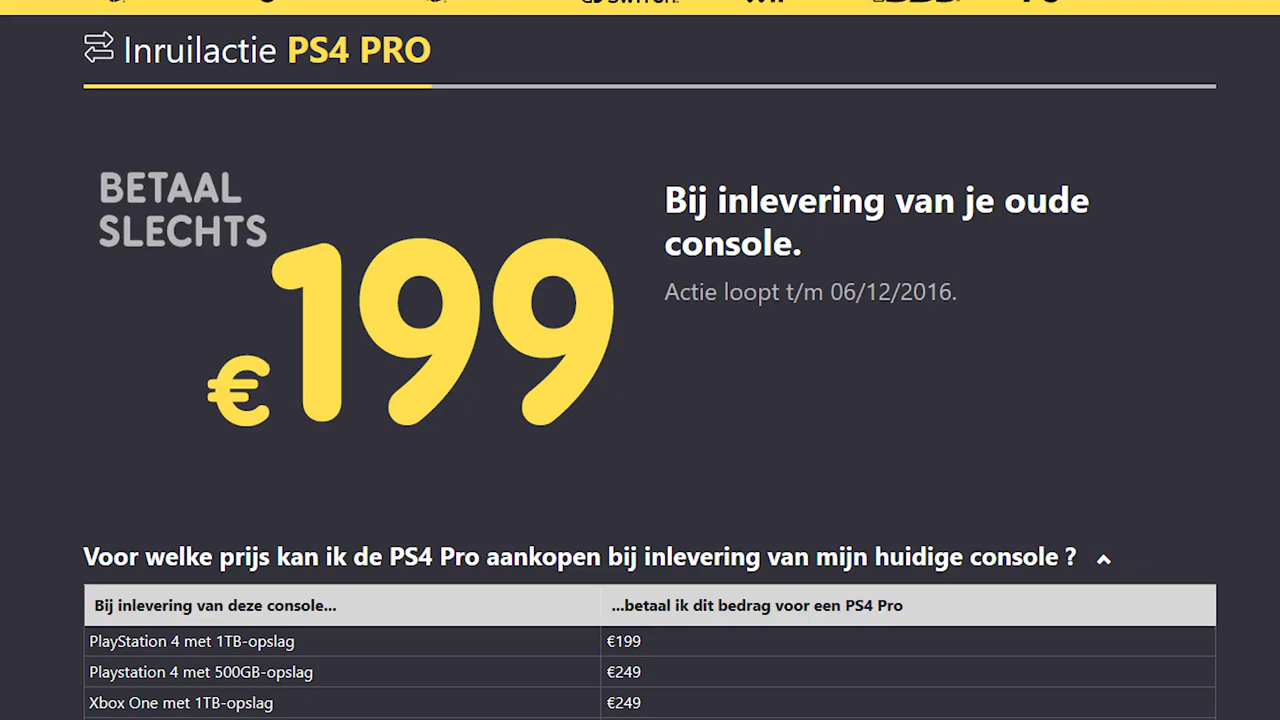 Inruilactie PS4 PRO
BETAAL
SLECHTS
€199
Bij inlevering van je oude
console.
Actie loopt t/m 06/12/2016.
Voor welke prijs kan ik de PS4 Pro aankopen bij inlevering van mijn huidige console ?
Bij inlevering van deze console... ...betaal ik dit bedrag voor een PS4 Pro
PlayStation 4 met 1TB-opslag €199
Playstation 4 met 500GB-opslag €249
Xbox One met 1TB-opslag €249